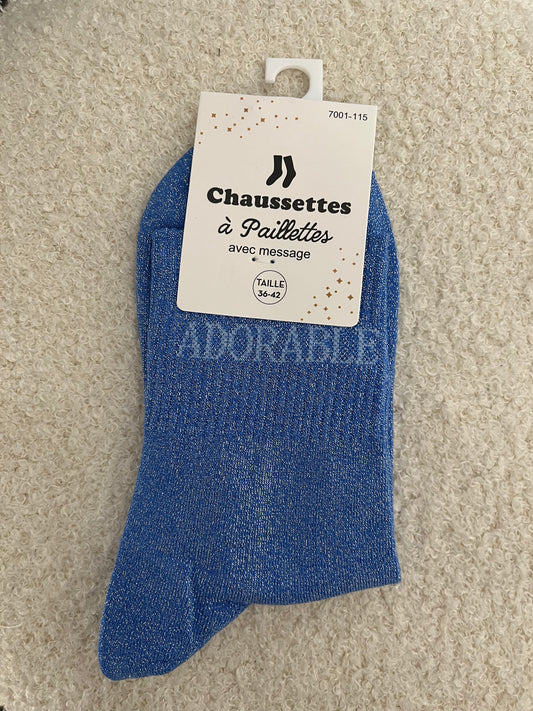 7001-115
Chaussettes
à Paillettes
avec message
TAILLE
36-42
ADORABLE